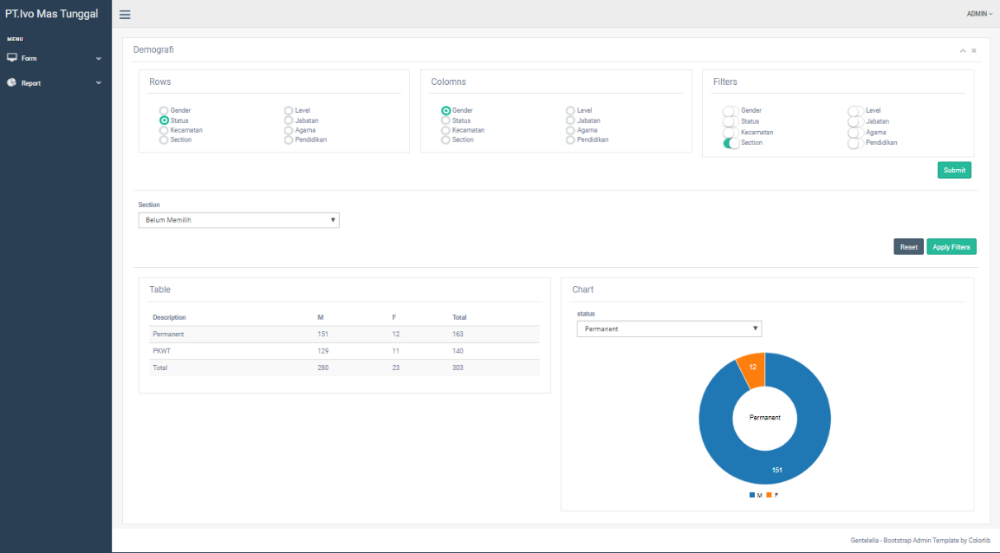 PT.Ivo Mas Tunggal
ADMIN
MENU
Form
Report
Demografi
Rows
Gender Level
Status Jabatan
Kecamatan Agama
Section Pendidikan
Colomns
Gender Level
Status Jabatan
Kecamatan Agama
Section Pendidikan
Filters
Gender Level
Status Jabatan
Kecamatan Agama
Section Pendidikan
Submit
Section
Belum Memilih
Reset Apply Filters
Table
Description M F Total
Permanent 151 12 163
PKWT 129 11 140
Total 280 23 303
Chart
status
Permanent
12
Permanent
151
M F
Gentelella - Bootstrap Admin Template by Colorlib